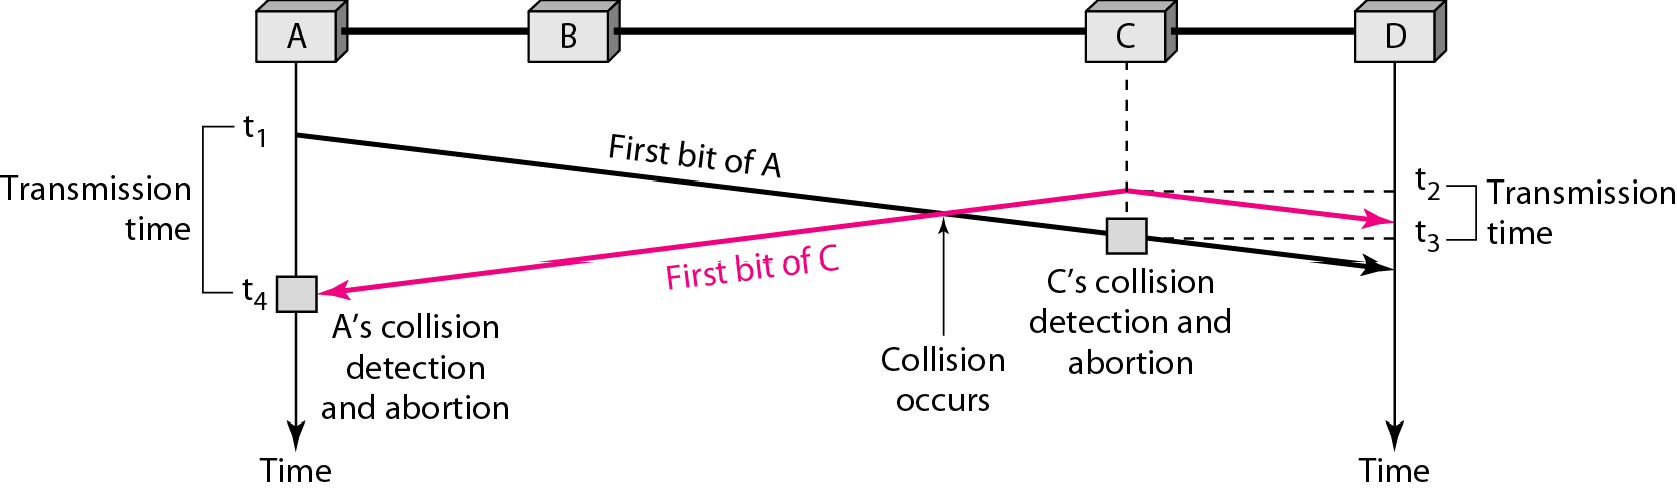 A
B
C
D
t1
First bit of A
Transmission
time
t2
Transmission
time
t3
First bit of C
t4
A’s collision
detection
and abortion
Collision
occurs
C’s collision
detection and
abortion
Time
Time